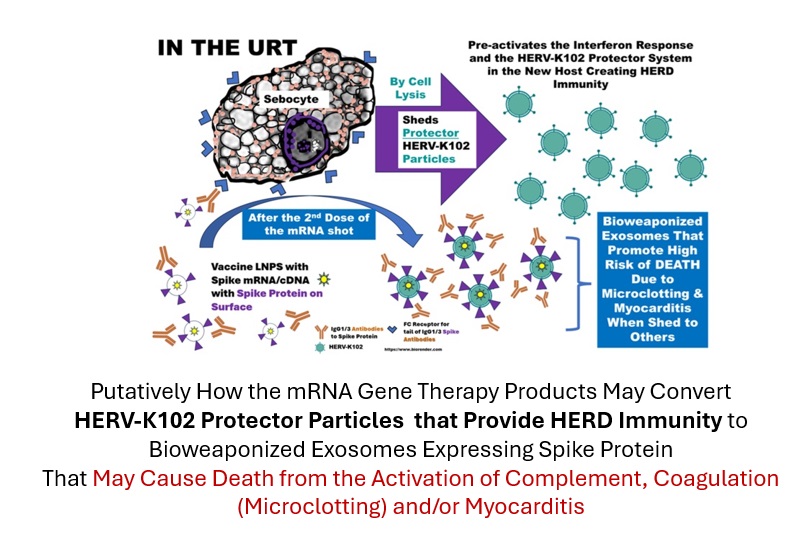 IN THE URT
Pre-activates the Interferon Response
and the HERV-K102 Protector System
in the New Host Creating HERD
Immunity
Sebocyte
By Cell
Lysis
Sheds
Protector
HERV-K102
Particles
After the 2nd Dose of
the mRNA shot
Vaccine LNPS with
Spike mRNA/cDNA
with Spike Protein on
Surface
Bioweaponized
Exosomes That
Promote High
Risk of DEATH
Due to
Microclotting &
Myocarditis
When Shed to
Others
IgG1/3 Antibodies
to Spike Protein
HERV-K102
FC Receptor for
tail of IgG1/3 Spike
Antibodies
https://www.biorender.com
Putatively How the mRNA Gene Therapy Products May Convert
HERV-K102 Protector Particles that Provide HERD Immunity to
Bioweaponized Exosomes Expressing Spike Protein
That May Cause Death from the Activation of Complement, Coagulation
(Microclotting) and/or Myocarditis